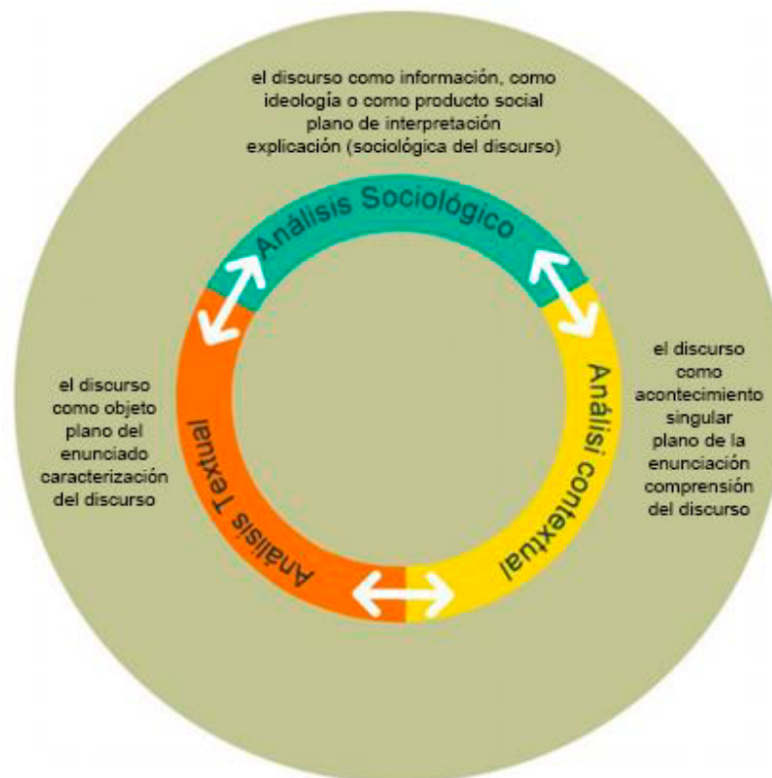 el discurso como información, como
ideología o como producto social
plano de interpretación
explicación (sociológica del discurso)
Análisis Sociológico
el discurso
como objeto
plano del
enunciado
caracterización
del discurso
Análisis Textual
Análisi contextual
el discurso
como
acontecimiento
singular
plano de la
enunciación
comprensión
del discurso